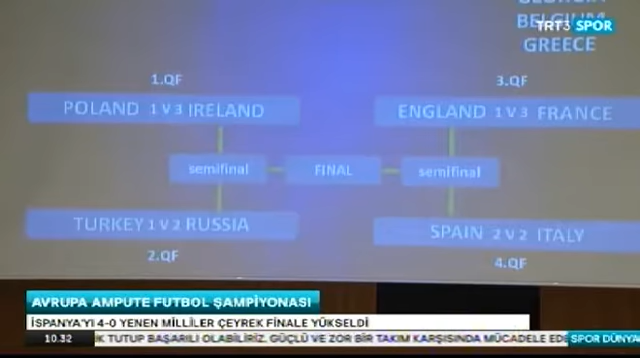 BELGIUM
TRT3 SPOR
GREECE
1.QF
3.QF
POLAND 1 V 3 IRELAND
ENGLAND 1 V 3 FRANCE
semifinal
FINAL
semifinal
TURKEY 1 V 2 RUSSIA
SPAIN 2 V 2 ITALY
2.QF
4.QF
AVRUPA AMPUTE FUTBOL ŞAMPİYONASI
İSPANYA'YI 4-0 YENEN MİLLİLER ÇEYREK FİNALE YÜKSELDİ
10.32
K TUTUP BAŞARILI OLABİLİRİZ. GÜÇLÜ VE ZOR BİR TAKIM KARŞISINDA MÜCADELE EDE
SPOR DÜNYA